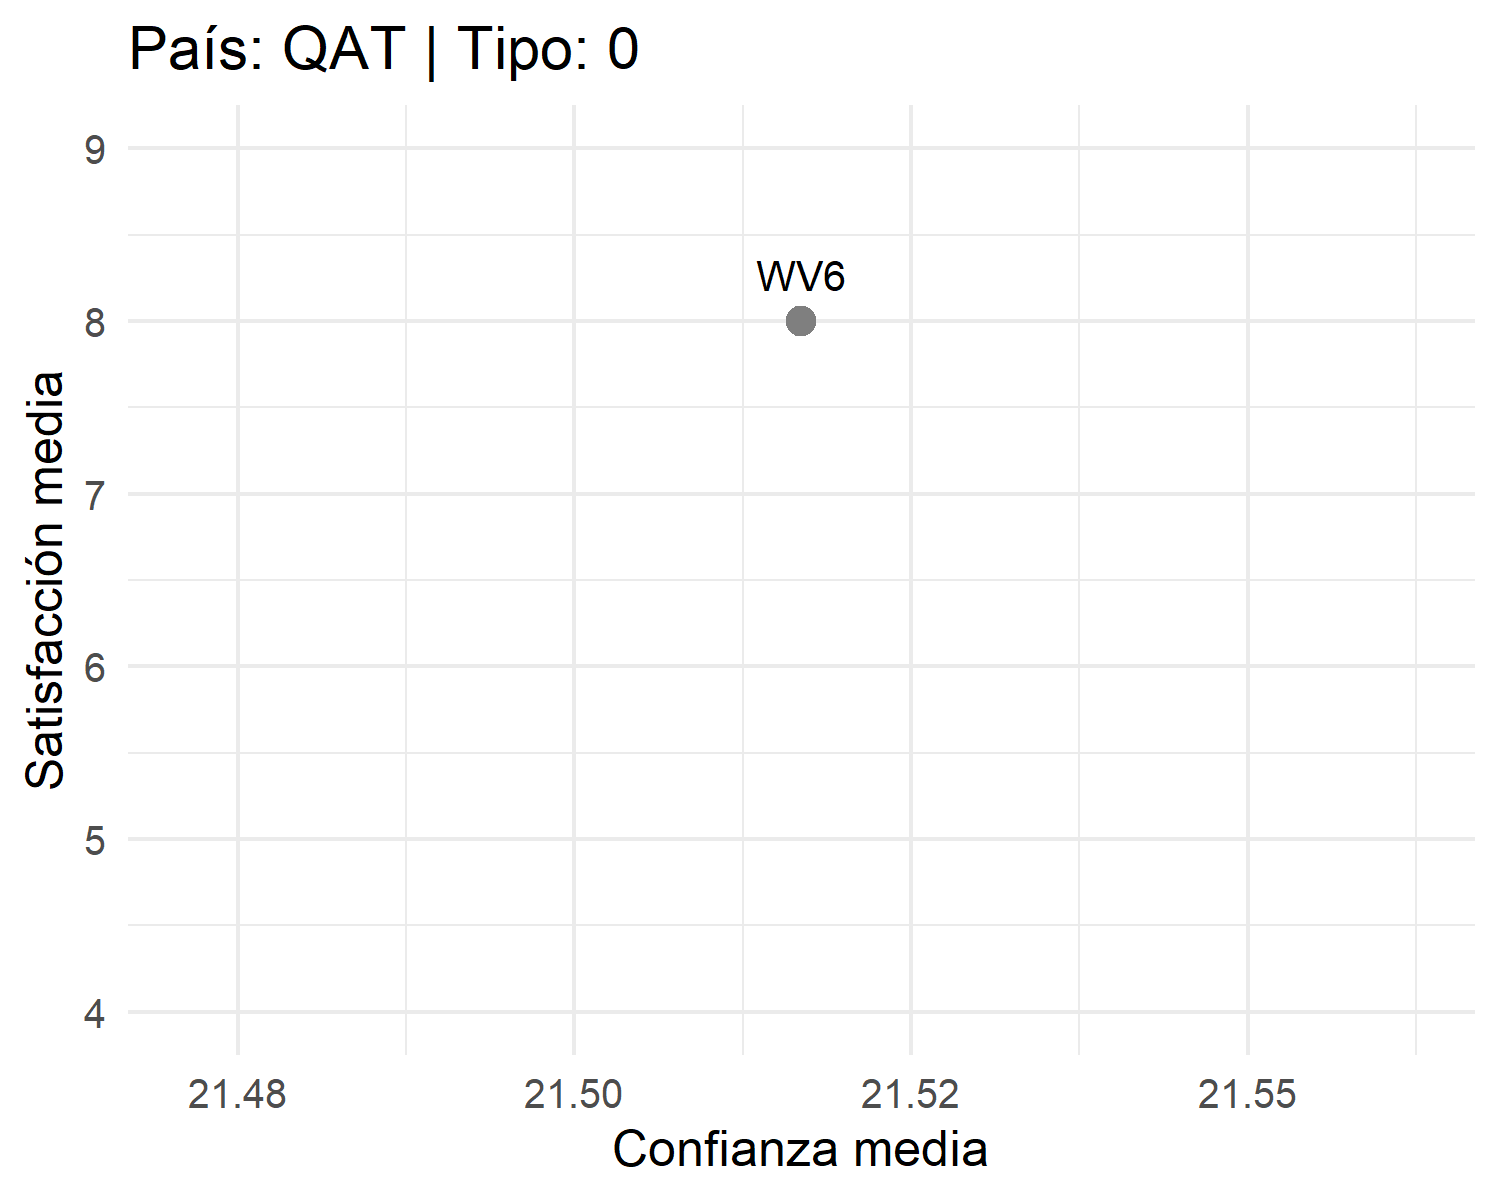 País: QAT | Tipo: 0
9
WV6
8
7
6
5
4
Satisfacción media
21.48
21.50
21.52
21.55
Confianza media